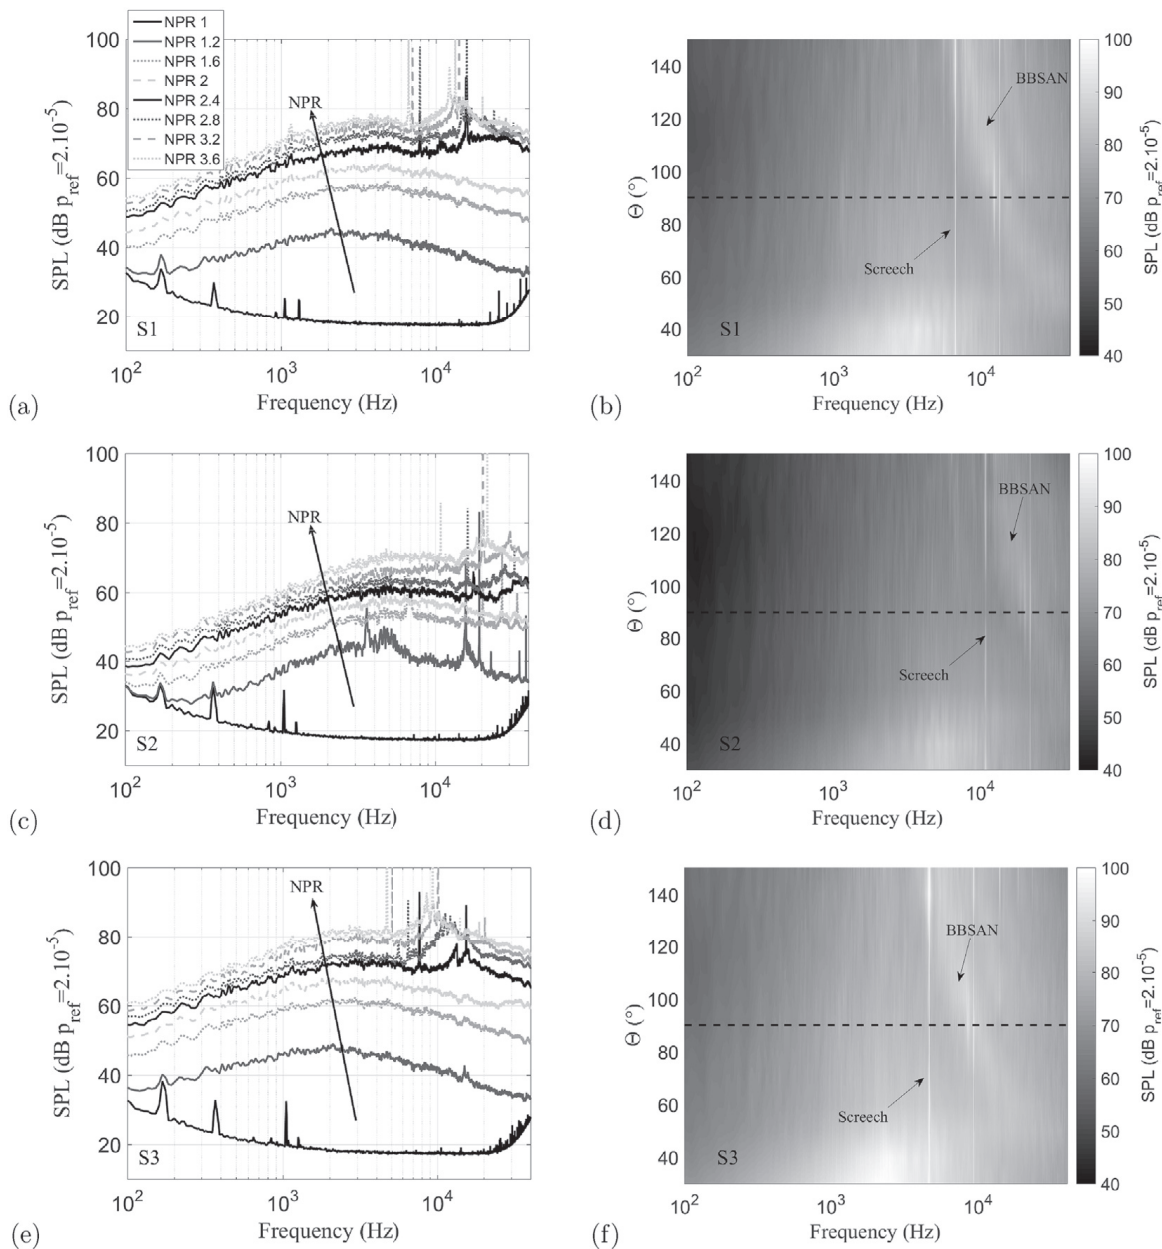 NPR 1
NPR 1.2
NPR 1.6
NPR 2
NPR 2.4
NPR 2.8
NPR 3.2
NPR 3.6
100
80
60
40
20
SPL (dB p_ref=2.10^-5)
NPR
S1
10^2 10^3 10^4
Frequency (Hz)
(a)
140
120
100
80
60
40
Θ (°)
BBSAN
Screech
S1
10^2 10^3 10^4
Frequency (Hz)
100
90
80
70
60
50
40
SPL (dB p_ref=2.10^-5)
(b)
100
80
60
40
20
SPL (dB p_ref=2.10^-5)
NPR
S2
10^2 10^3 10^4
Frequency (Hz)
(c)
140
120
100
80
60
40
Θ (°)
BBSAN
Screech
S2
10^2 10^3 10^4
Frequency (Hz)
100
90
80
70
60
50
40
SPL (dB p_ref=2.10^-5)
(d)
100
80
60
40
20
SPL (dB p_ref=2.10^-5)
NPR
S3
10^2 10^3 10^4
Frequency (Hz)
(e)
140
120
100
80
60
40
Θ (°)
BBSAN
Screech
S3
10^2 10^3 10^4
Frequency (Hz)
100
90
80
70
60
50
40
SPL (dB p_ref=2.10^-5)
(f)